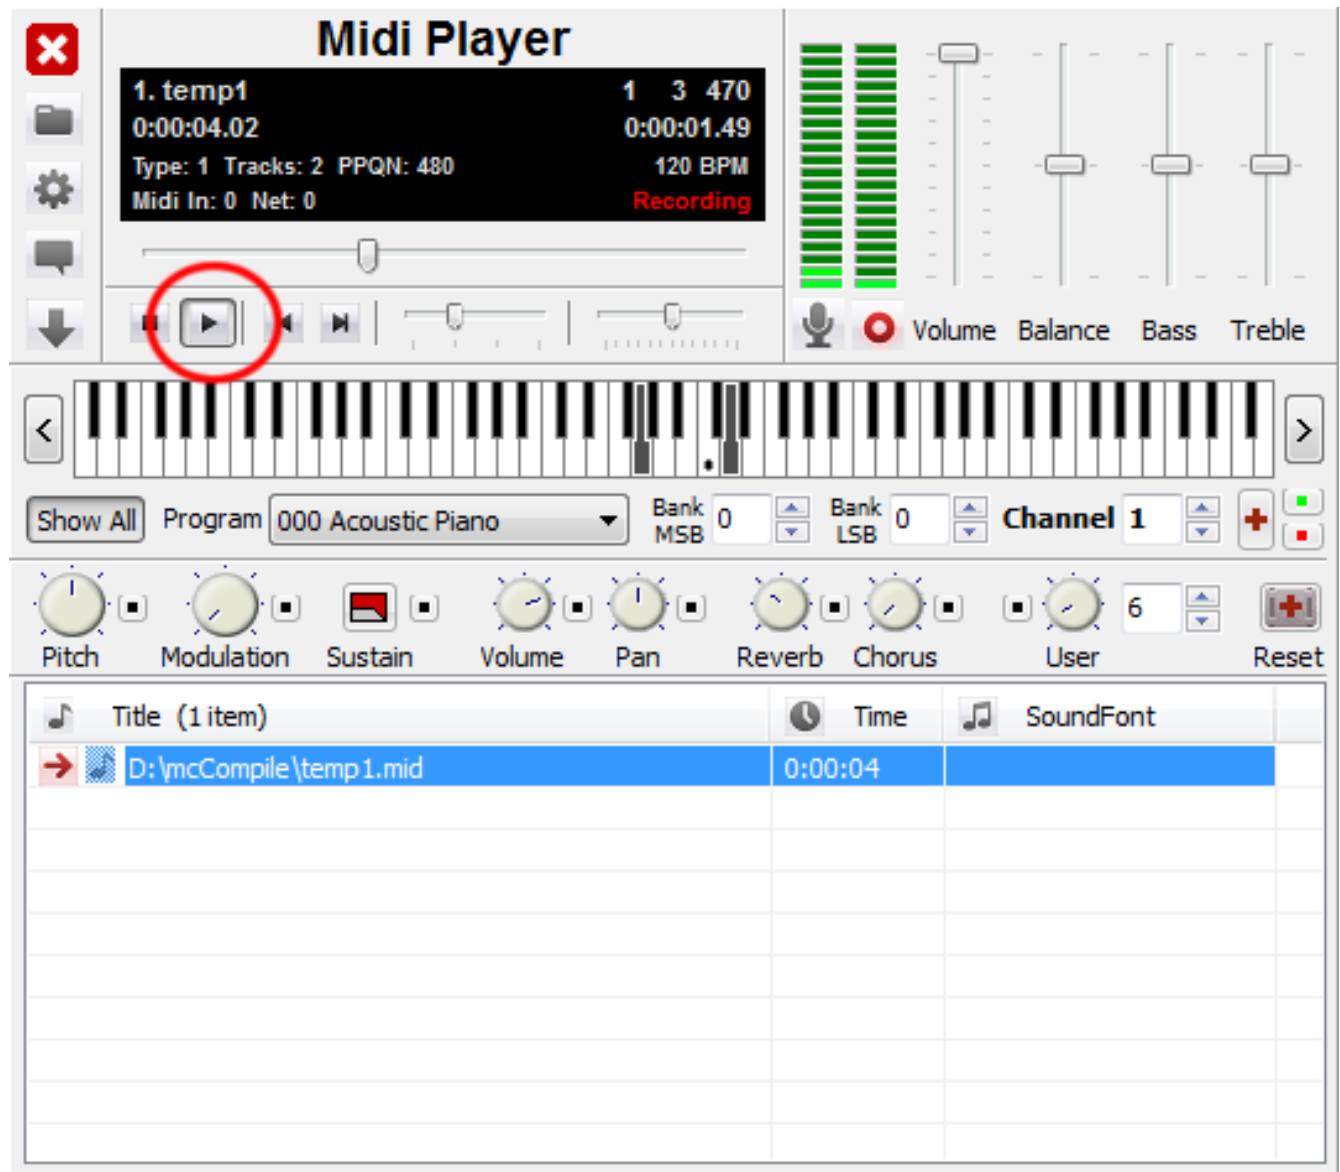 Midi Player
1. temp1 1 3 470
0:00:04.02 0:00:01.49
Type: 1 Tracks: 2 PPQN: 480 120 BPM
Midi In: 0 Net: 0 Recording
Volume Balance Bass Treble
Show All Program 000 Acoustic Piano Bank MSB 0 Bank LSB 0 Channel 1
6
Pitch Modulation Sustain Volume Pan Reverb Chorus User Reset
Title (1 item) Time SoundFont
D:\mcCompile\temp1.mid 0:00:04